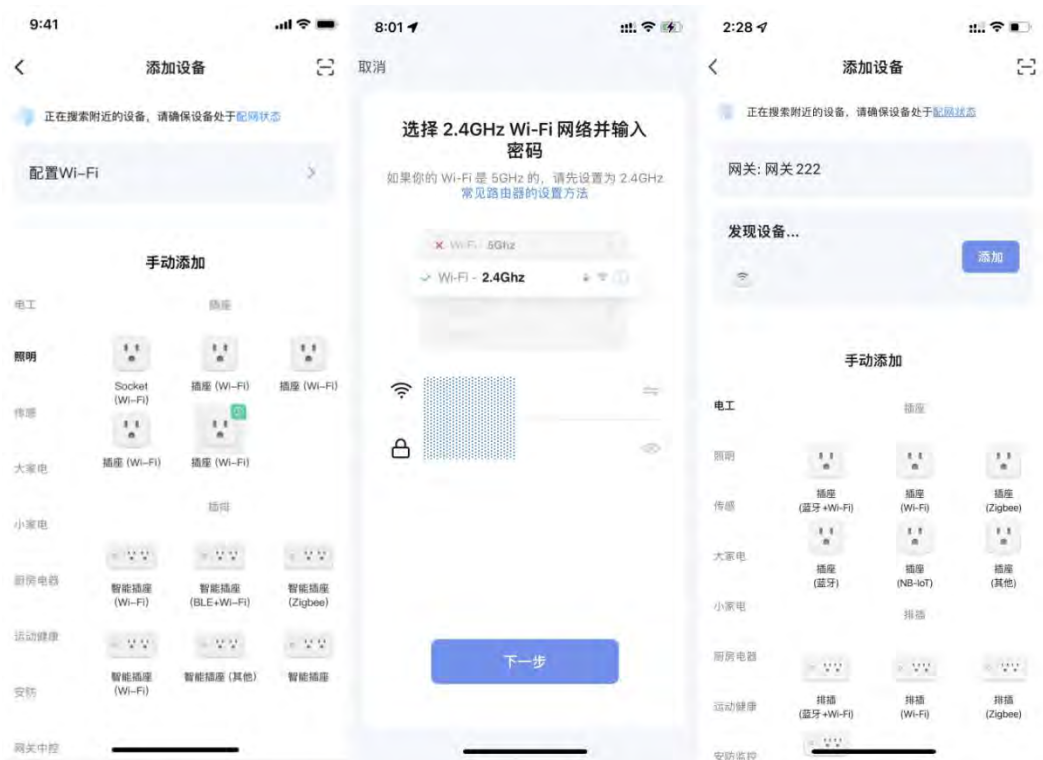 9:41
添加设备
正在搜索附近的设备，请确保设备处于配网状态
配置Wi-Fi
手动添加
电工
插座
照明
Socket
(Wi-Fi)
插座 (Wi-Fi)
插座 (Wi-Fi)
传感
插座 (Wi-Fi)
插座 (Wi-Fi)
大家电
插排
小家电
厨房电器
智能插座
(Wi-Fi)
智能插座
(BLE+Wi-Fi)
智能插座
(Zigbee)
运动健康
智能插座
(Wi-Fi)
智能插座 (其他)
智能插座
安防
网关中控
8:01
取消
选择 2.4GHz Wi-Fi 网络并输入
密码
如果你的 Wi-Fi 是 5GHz 的，请先设置为 2.4GHz
常见路由器的设置方法
Wi-Fi - 5Ghz
Wi-Fi - 2.4Ghz
下一步
2:28
添加设备
正在搜索附近的设备，请确保设备处于配网状态
网关: 网关 222
发现设备...
添加
手动添加
电工
插座
照明
插座
(蓝牙+Wi-Fi)
插座
(Wi-Fi)
插座
(Zigbee)
传感
大家电
插座
(蓝牙)
插座
(NB-IoT)
插座
(其他)
小家电
排插
厨房电器
运动健康
排插
(蓝牙+Wi-Fi)
排插
(Wi-Fi)
排插
(Zigbee)
安防监控